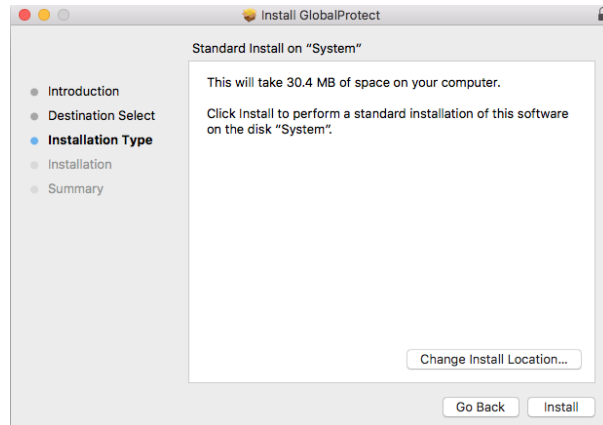 Install GlobalProtect
Standard Install on “System”
Introduction
Destination Select
Installation Type
Installation
Summary
This will take 30.4 MB of space on your computer.
Click Install to perform a standard installation of this software
on the disk “System”.
Change Install Location...
Go Back
Install